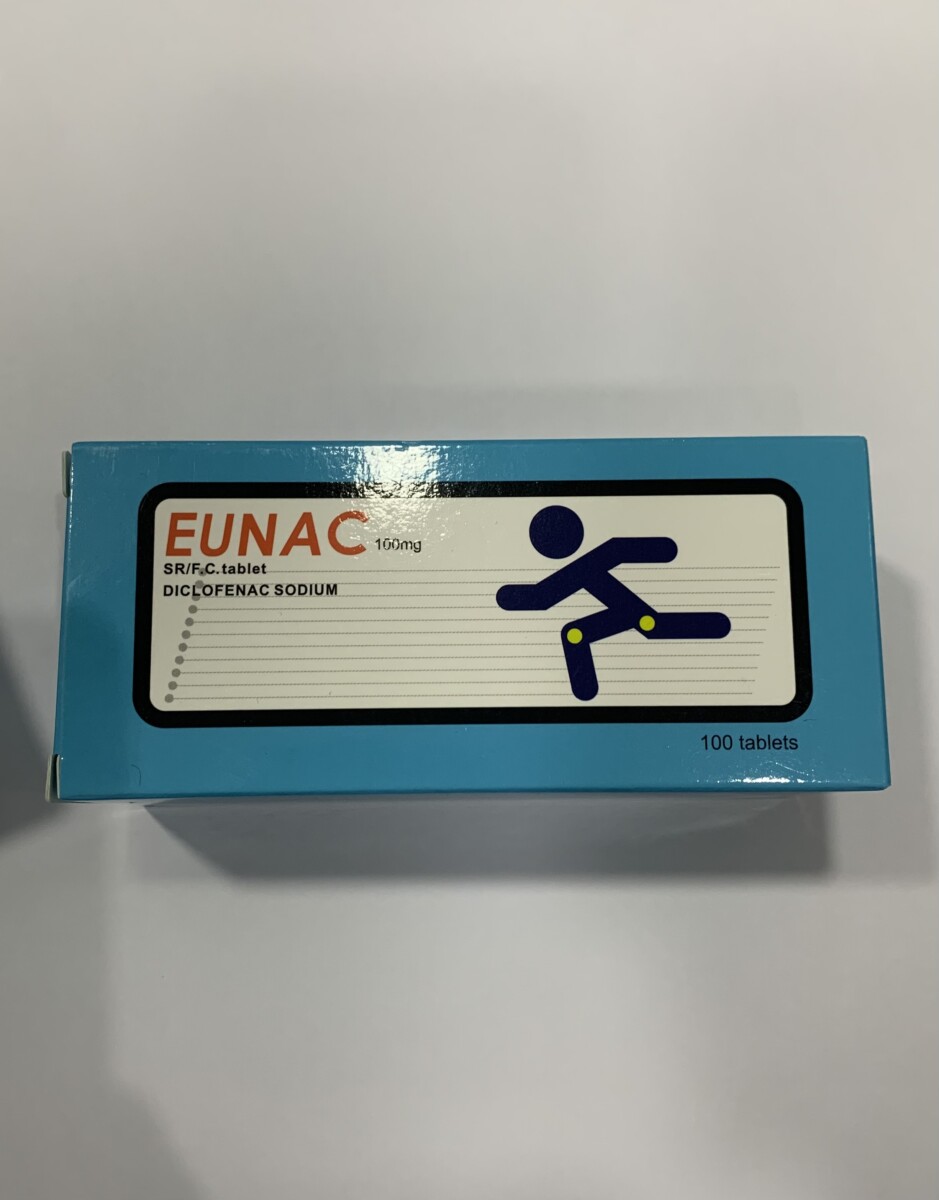 EUNAC 100mg
SR/F.C.tablet
DICLOFENAC SODIUM
100 tablets